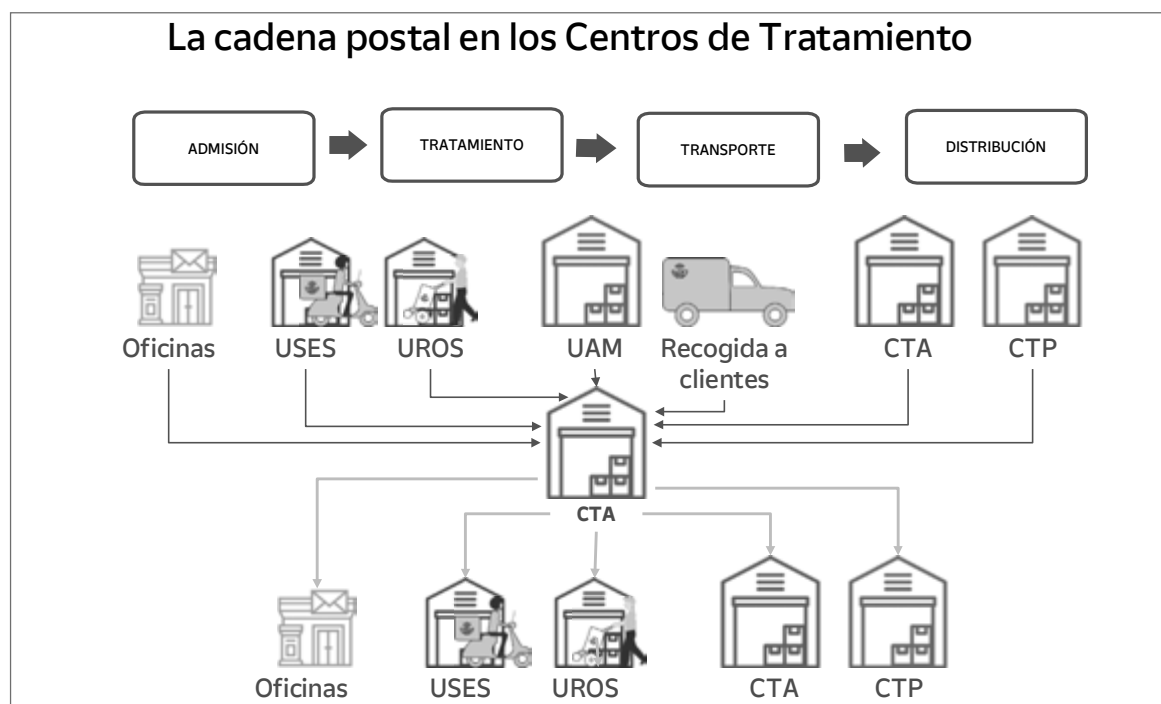 La cadena postal en los Centros de Tratamiento
ADMISIÓN
TRATAMIENTO
TRANSPORTE
DISTRIBUCIÓN
Oficinas
USES
UROS
UAM
Recogida a
clientes
CTA
CTP
CTA
Oficinas
USES
UROS
CTA
CTP